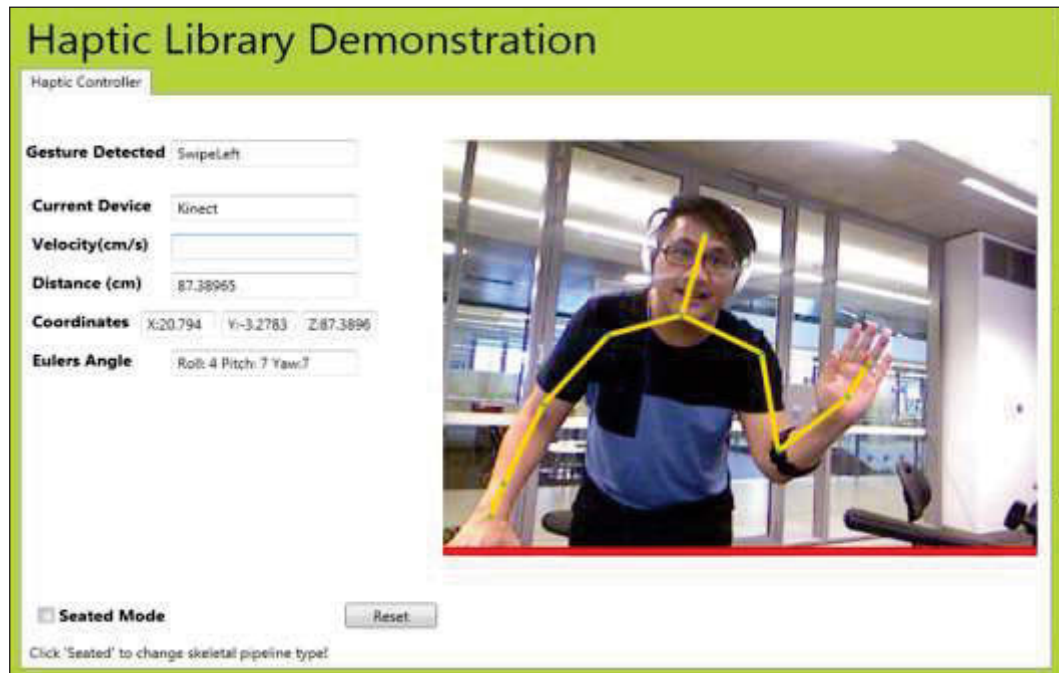 Haptic Library Demonstration
Haptic Controller
Gesture Detected SwipeLeft
Current Device Kinect
Velocity(cm/s)
Distance (cm) 87.38965
Coordinates X:20.794 Y:-3.2783 Z:87.3896
Eulers Angle Roll: 4 Pitch: 7 Yaw:7
Seated Mode Reset
Click 'Seated' to change skeletal pipeline type!